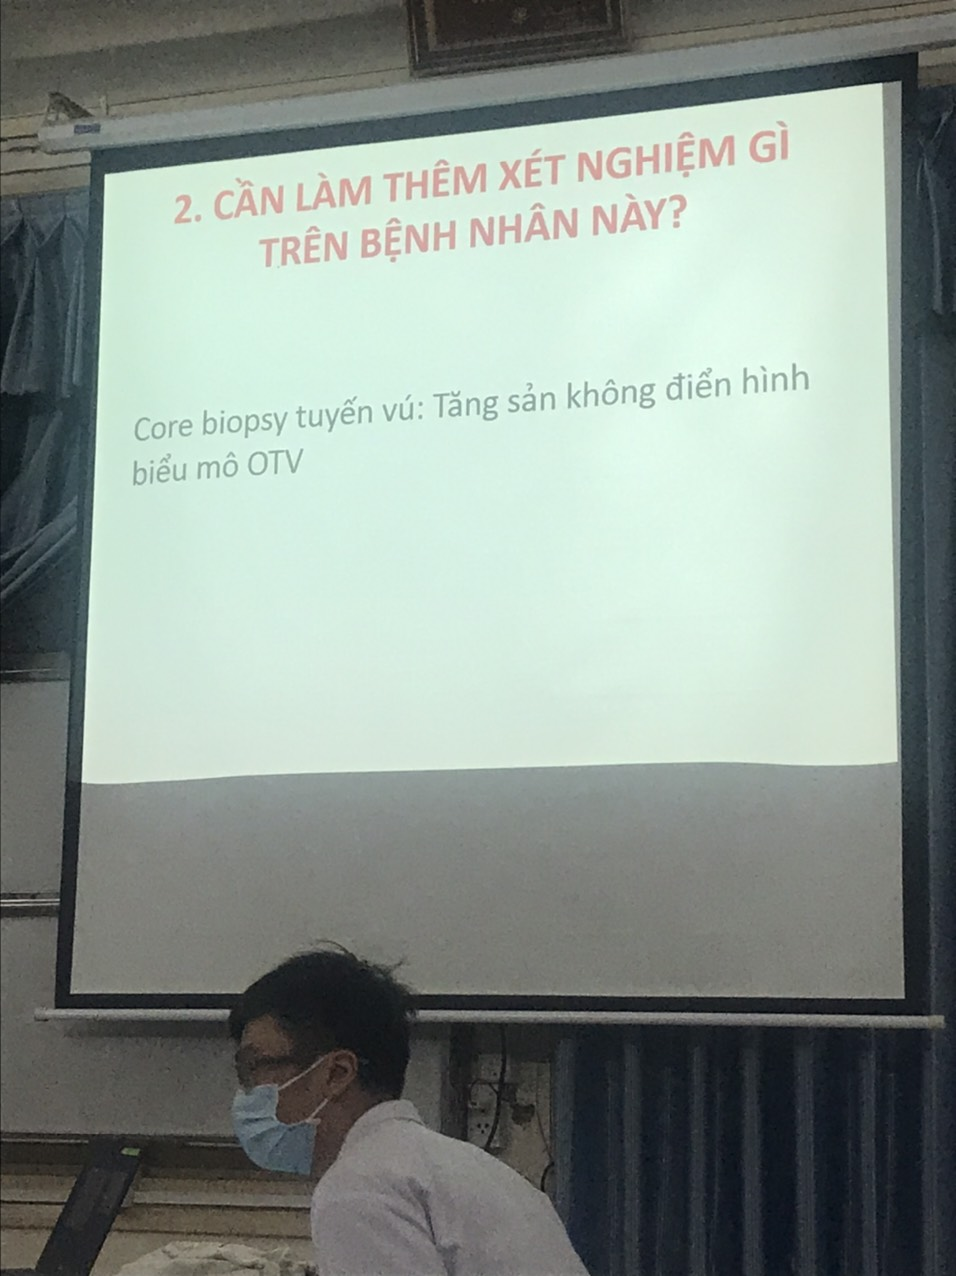 2. CẦN LÀM THÊM XÉT NGHIỆM GÌ
TRÊN BỆNH NHÂN NÀY?
Core biopsy tuyến vú: Tăng sản không điển hình
biểu mô OTV